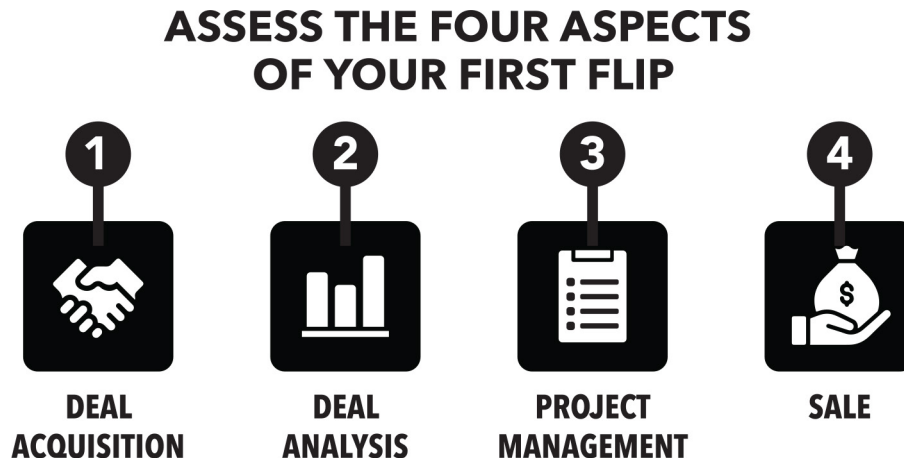 ASSESS THE FOUR ASPECTS
OF YOUR FIRST FLIP
1
2
3
4
$
DEAL
ACQUISITION
DEAL
ANALYSIS
PROJECT
MANAGEMENT
SALE